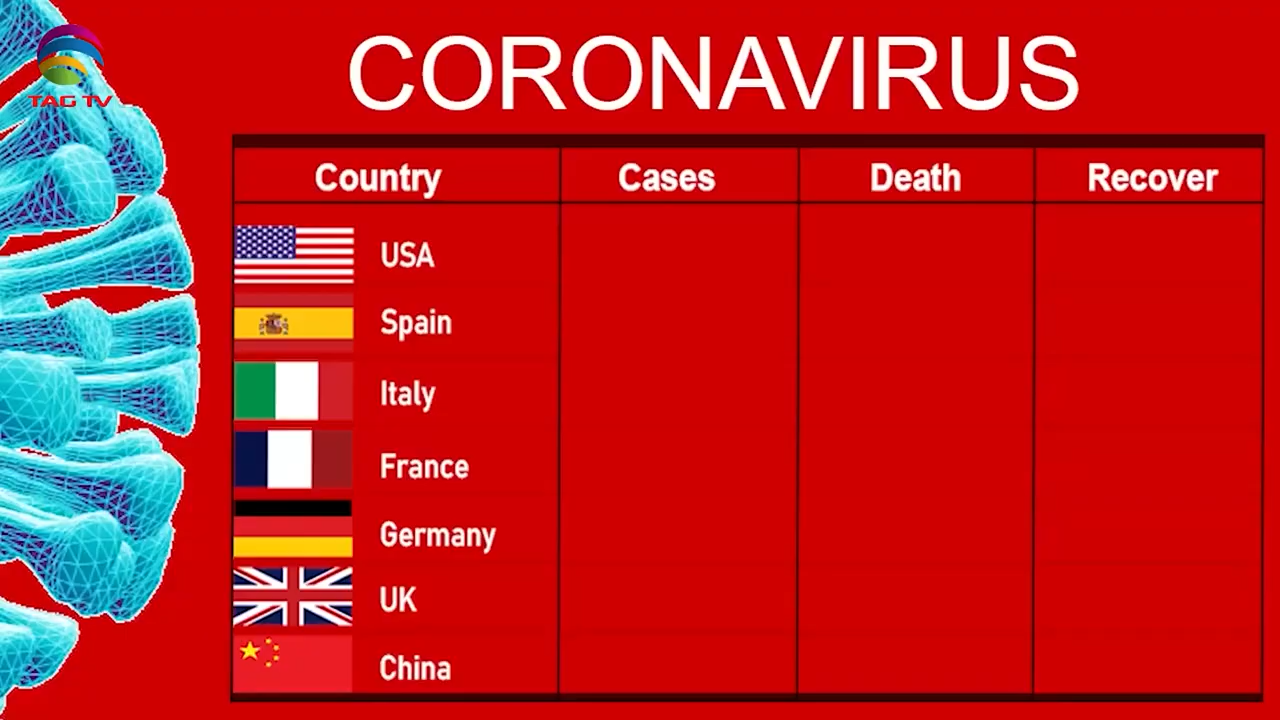 TAG TV
CORONAVIRUS
Country Cases Death Recover
USA
Spain
Italy
France
Germany
UK
China